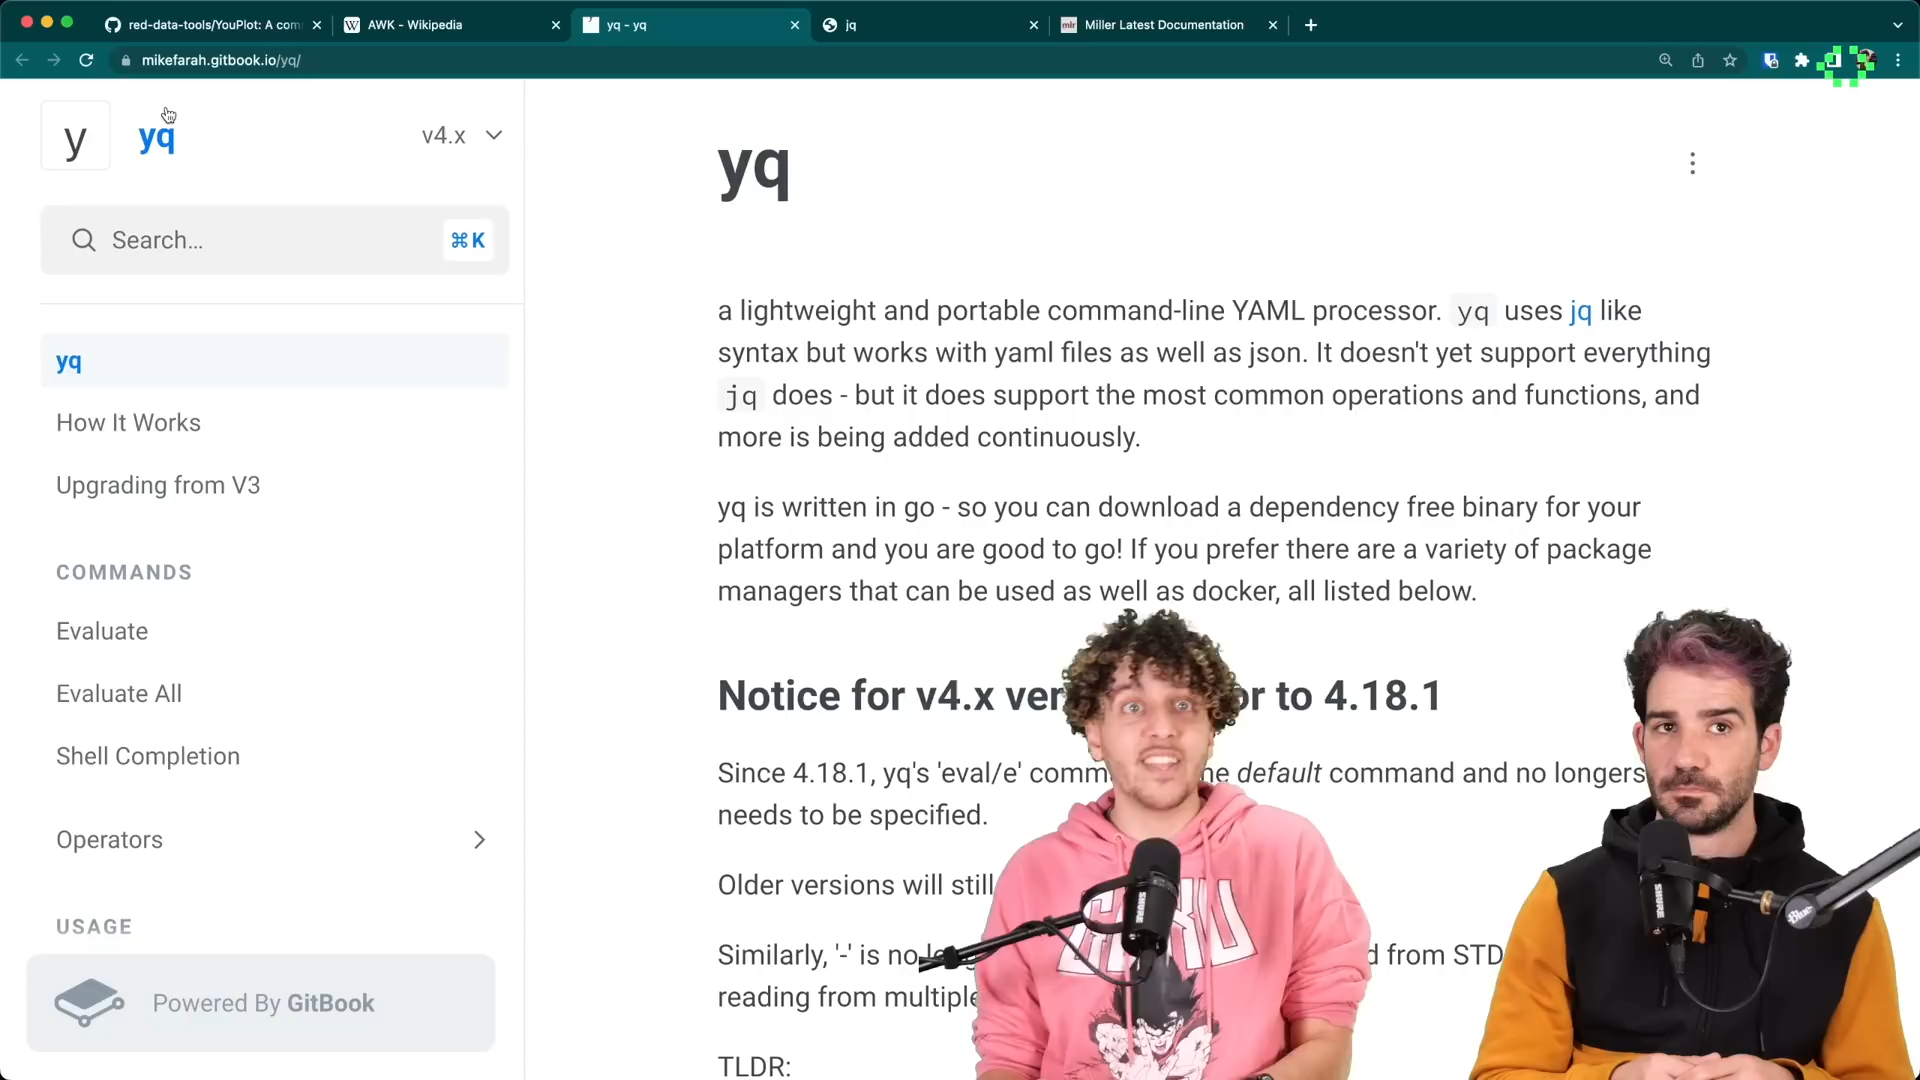 red-data-tools/YouPlot: A com
AWK - Wikipedia
yq - yq
jq
mlr
Miller Latest Documentation
mikefarah.gitbook.io/yq/
y
yq
v4.x
Search...
⌘K
yq
How It Works
Upgrading from V3
COMMANDS
Evaluate
Evaluate All
Shell Completion
Operators
USAGE
Powered By GitBook
yq
a lightweight and portable command-line YAML processor. yq uses jq like
syntax but works with yaml files as well as json. It doesn't yet support everything
jq does - but it does support the most common operations and functions, and
more is being added continuously.
yq is written in go - so you can download a dependency free binary for your
platform and you are good to go! If you prefer there are a variety of package
managers that can be used as well as docker, all listed below.
Notice for v4.x ver or to 4.18.1
Since 4.18.1, yq's 'eval/e' comm he default command and no longers
needs to be specified.
Older versions will still
Similarly, '-' is no d from STD
reading from multiple
TLDR:
SHURE
SHURE
Blue